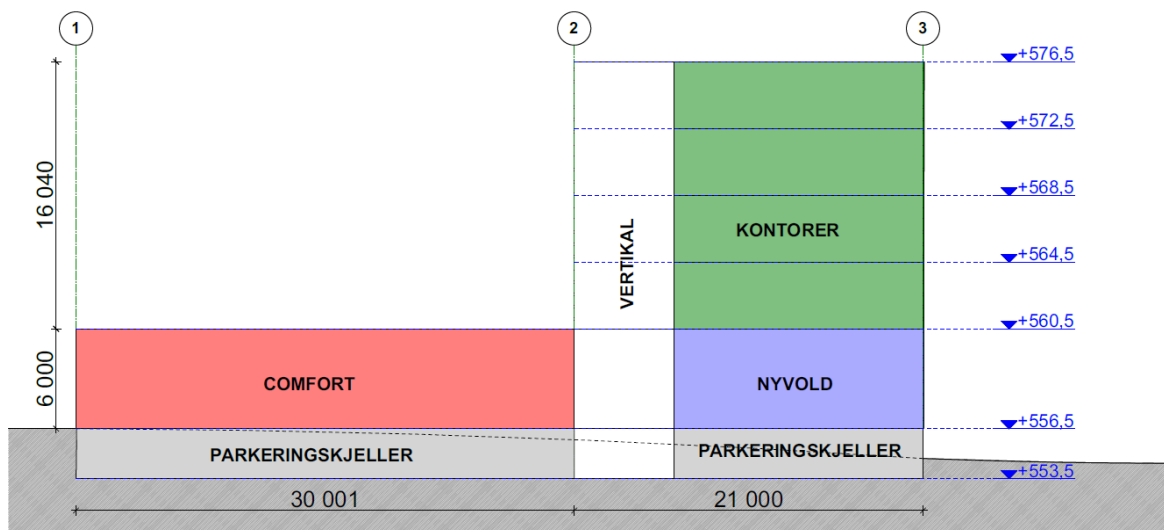 1
2
3
+576,5
+572,5
+568,5
+564,5
+560,5
+556,5
+553,5
16 040
6 000
VERTIKAL
KONTORER
COMFORT
NYVOLD
PARKERINGSKJELLER
PARKERINGSKJELLER
30 001
21 000